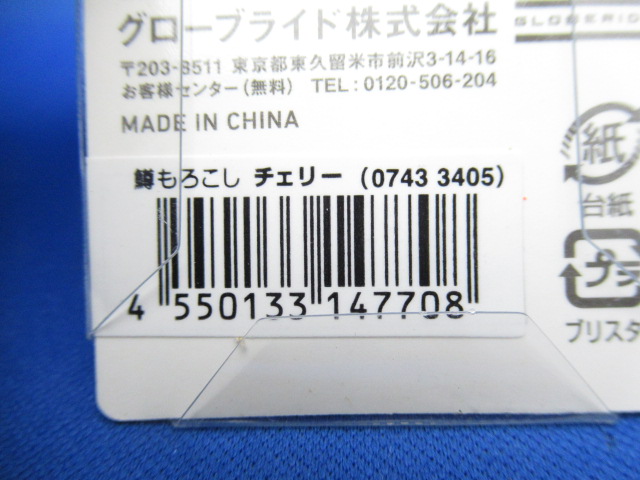 グローブライド株式会社
GLOBERID
〒203-8511 東京都東久留米市前沢3-14-16
お客様センター(無料) TEL:0120-506-204
MADE IN CHINA
鱒もろこし チェリー (0743 3405)
4 550133 147708
紙
台紙
プラ
ブリスタ